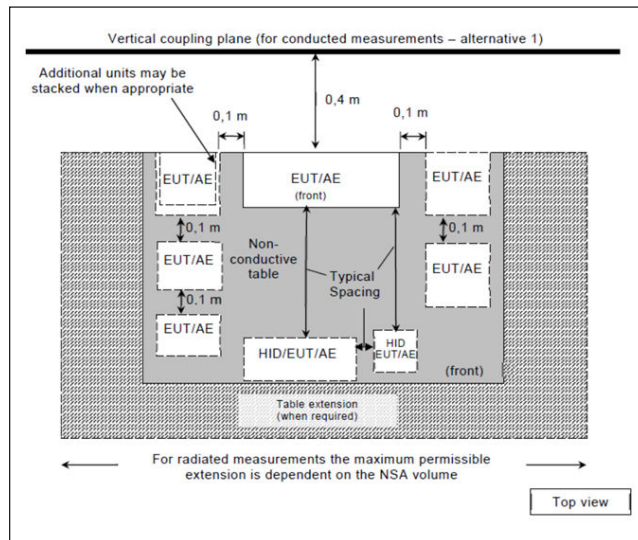 Vertical coupling plane (for conducted measurements – alternative 1)
Additional units may be
stacked when appropriate
0,1 m
0,4 m
0,1 m
EUT/AE
EUT/AE
(front)
EUT/AE
0,1 m
Non-
conductive
table
0,1 m
EUT/AE
Typical
Spacing
EUT/AE
0,1 m
EUT/AE
HID/EUT/AE
HID
EUT/AE
(front)
Table extension
(when required)
For radiated measurements the maximum permissible
extension is dependent on the NSA volume
Top view